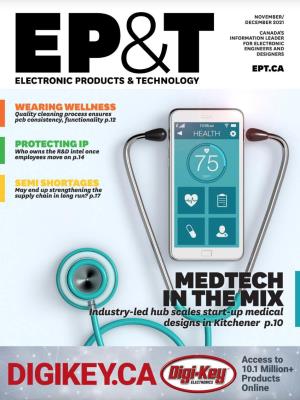 NOVEMBER/
DECEMBER 2021
CANADA'S
INFORMATION LEADER
FOR ELECTRONIC
ENGINEERS AND
DESIGNERS
EP&T
ELECTRONIC PRODUCTS & TECHNOLOGY
EPT.CA
WEARING WELLNESS
Quality cleaning process ensures
pcb consistency, functionality p.12
PROTECTING IP
Who owns the R&D intel once
employees move on p.14
SEMI SHORTAGES
May end up strengthening the
supply chain in long run? p.17
HEALTH
75
MEDTECH
IN THE MIX
Industry-led hub scales start-up medical
designs in Kitchener p.10
DIGIKEY.CA
Digi-Key
ELECTRONICS
Access to
10.1 Million+
Products
Online